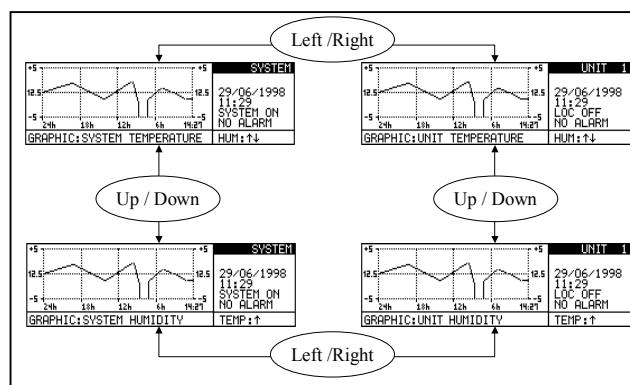 Left /Right
+5
+5
SYSTEM
12.5
12.5
29/06/1998
11:29
SYSTEM ON
NO ALARM
-5
-5
24h 18h 12h 6h 14:27
GRAPHIC:SYSTEM TEMPERATURE
HUM:↑↓
+5
+5
UNIT 1
12.5
12.5
29/06/1998
11:29
LOC OFF
NO ALARM
-5
-5
24h 18h 12h 6h 14:27
GRAPHIC:UNIT TEMPERATURE
HUM:↑↓
Up / Down
Up / Down
+5
+5
SYSTEM
12.5
12.5
29/06/1998
11:29
SYSTEM ON
NO ALARM
-5
-5
24h 18h 12h 6h 14:27
GRAPHIC:SYSTEM HUMIDITY
TEMP:↑
+5
+5
UNIT 1
12.5
12.5
29/06/1998
11:29
LOC OFF
NO ALARM
-5
-5
24h 18h 12h 6h 14:27
GRAPHIC:UNIT HUMIDITY
TEMP:↑
Left /Right